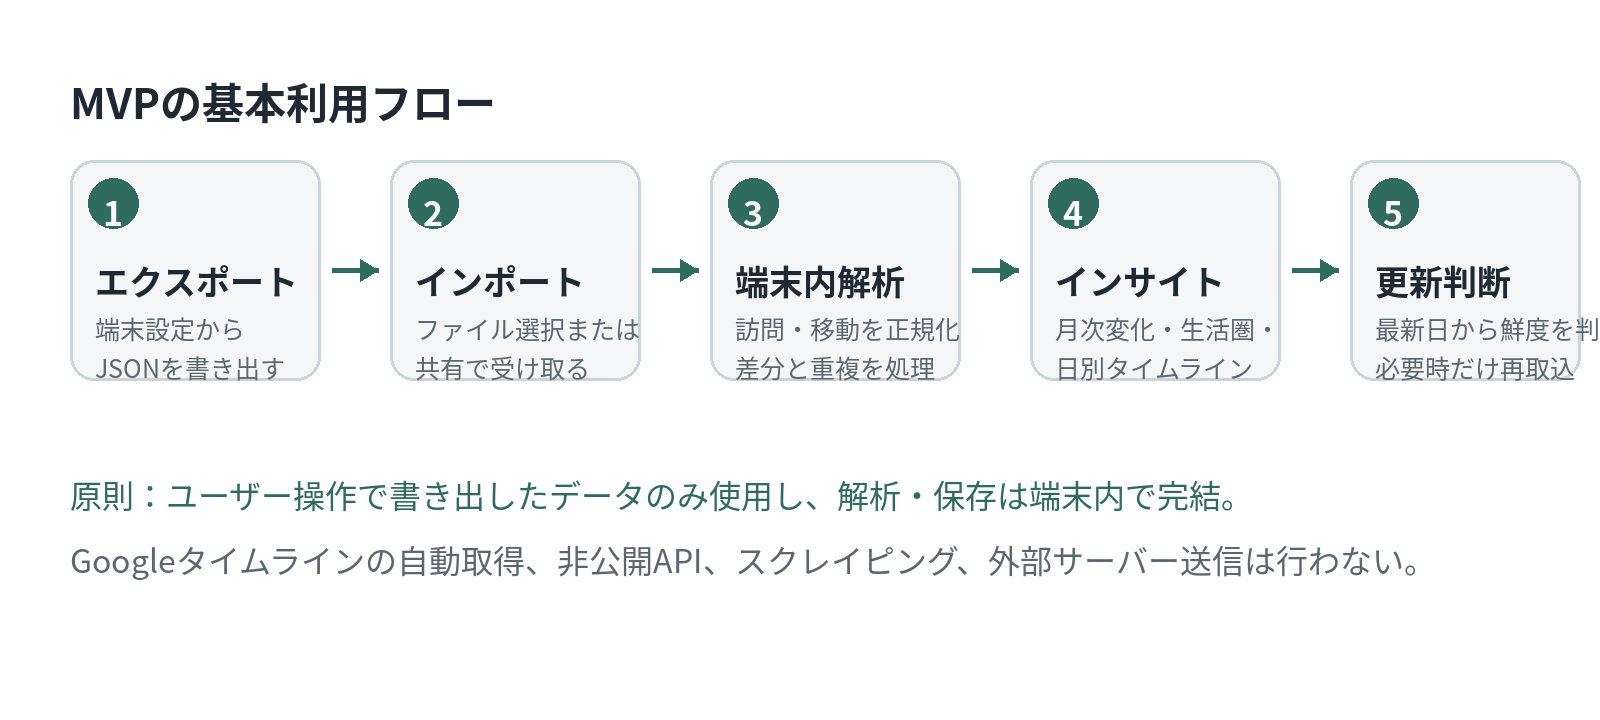 MVPの基本利用フロー
1
エクスポート
端末設定から
JSONを書き出す
2
インポート
ファイル選択または
共有で受け取る
3
端末内解析
訪問・移動を正規化
差分と重複を処理
4
インサイト
月次変化・生活圏・
日別タイムライン
5
更新判断
最新日から鮮度を判
必要時だけ再取込
原則：ユーザー操作で書き出したデータのみ使用し、解析・保存は端末内で完結。
Googleタイムラインの自動取得、非公開API、スクレイピング、外部サーバー送信は行わない。